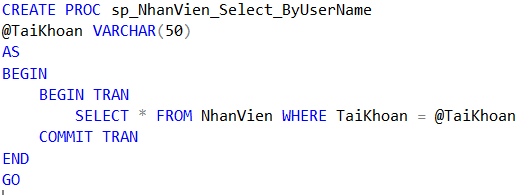 CREATE PROC sp_NhanVien_Select_ByUserName
@TaiKhoan VARCHAR(50)
AS
BEGIN
    BEGIN TRAN
        SELECT * FROM NhanVien WHERE TaiKhoan = @TaiKhoan
    COMMIT TRAN
END
GO